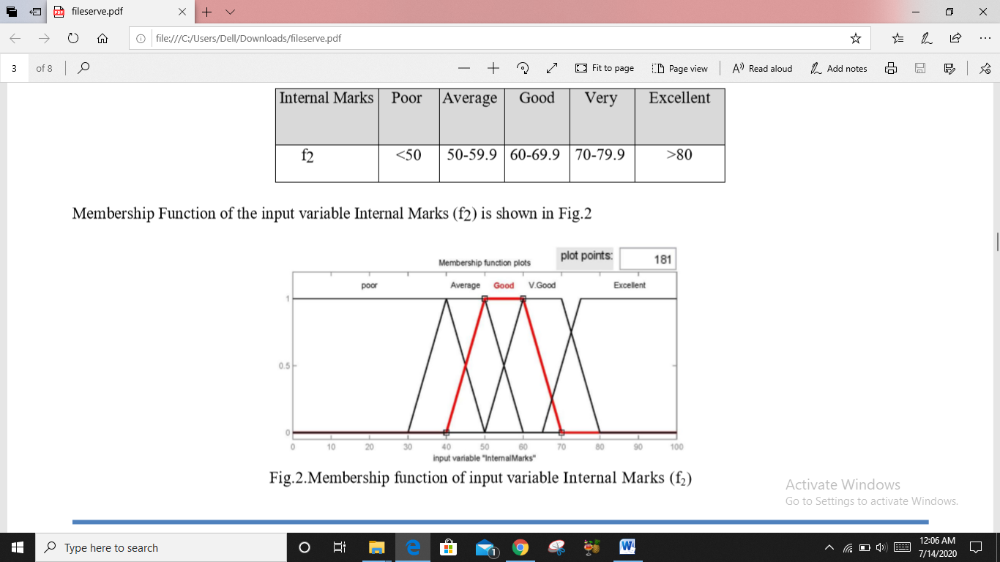 fileserve.pdf
file:///C:/Users/Dell/Downloads/fileserve.pdf
3 of 8 Fit to page Page view Read aloud Add notes
Internal Marks Poor Average Good Very Excellent
f2 <50 50-59.9 60-69.9 70-79.9 >80
Membership Function of the input variable Internal Marks (f2) is shown in Fig.2
Membership function plots plot points: 181
poor Average Good V.Good Excellent
1
0.5
0
0 10 20 30 40 50 60 70 80 90 100
input variable "InternalMarks"
Fig.2.Membership function of input variable Internal Marks (f2)
Activate Windows
Go to Settings to activate Windows.
Type here to search 1 12:06 AM
7/14/2020